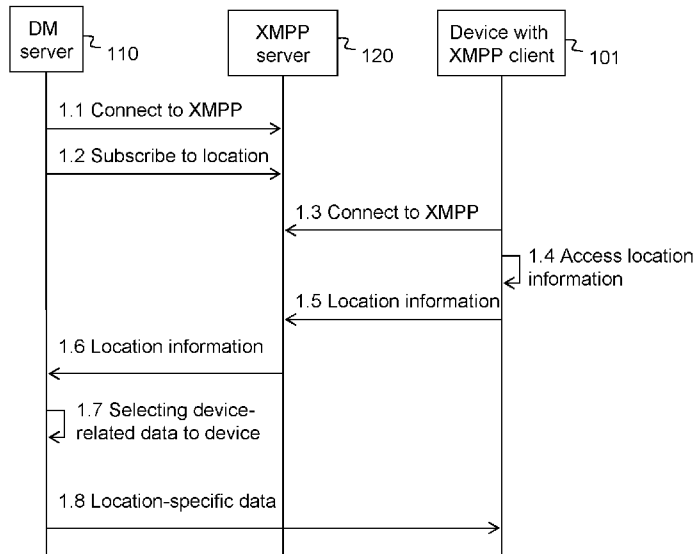 DM
server
110
XMPP
server
120
Device with
XMPP client
101
1.1 Connect to XMPP
1.2 Subscribe to location
1.3 Connect to XMPP
1.4 Access location
information
1.5 Location information
1.6 Location information
1.7 Selecting device-
related data to device
1.8 Location-specific data